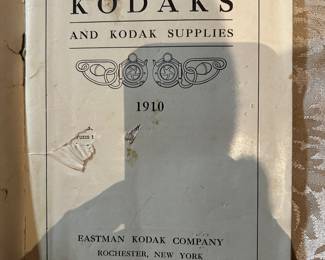 KODAKS
AND KODAK SUPPLIES
1910
EASTMAN KODAK COMPANY
ROCHESTER, NEW YORK